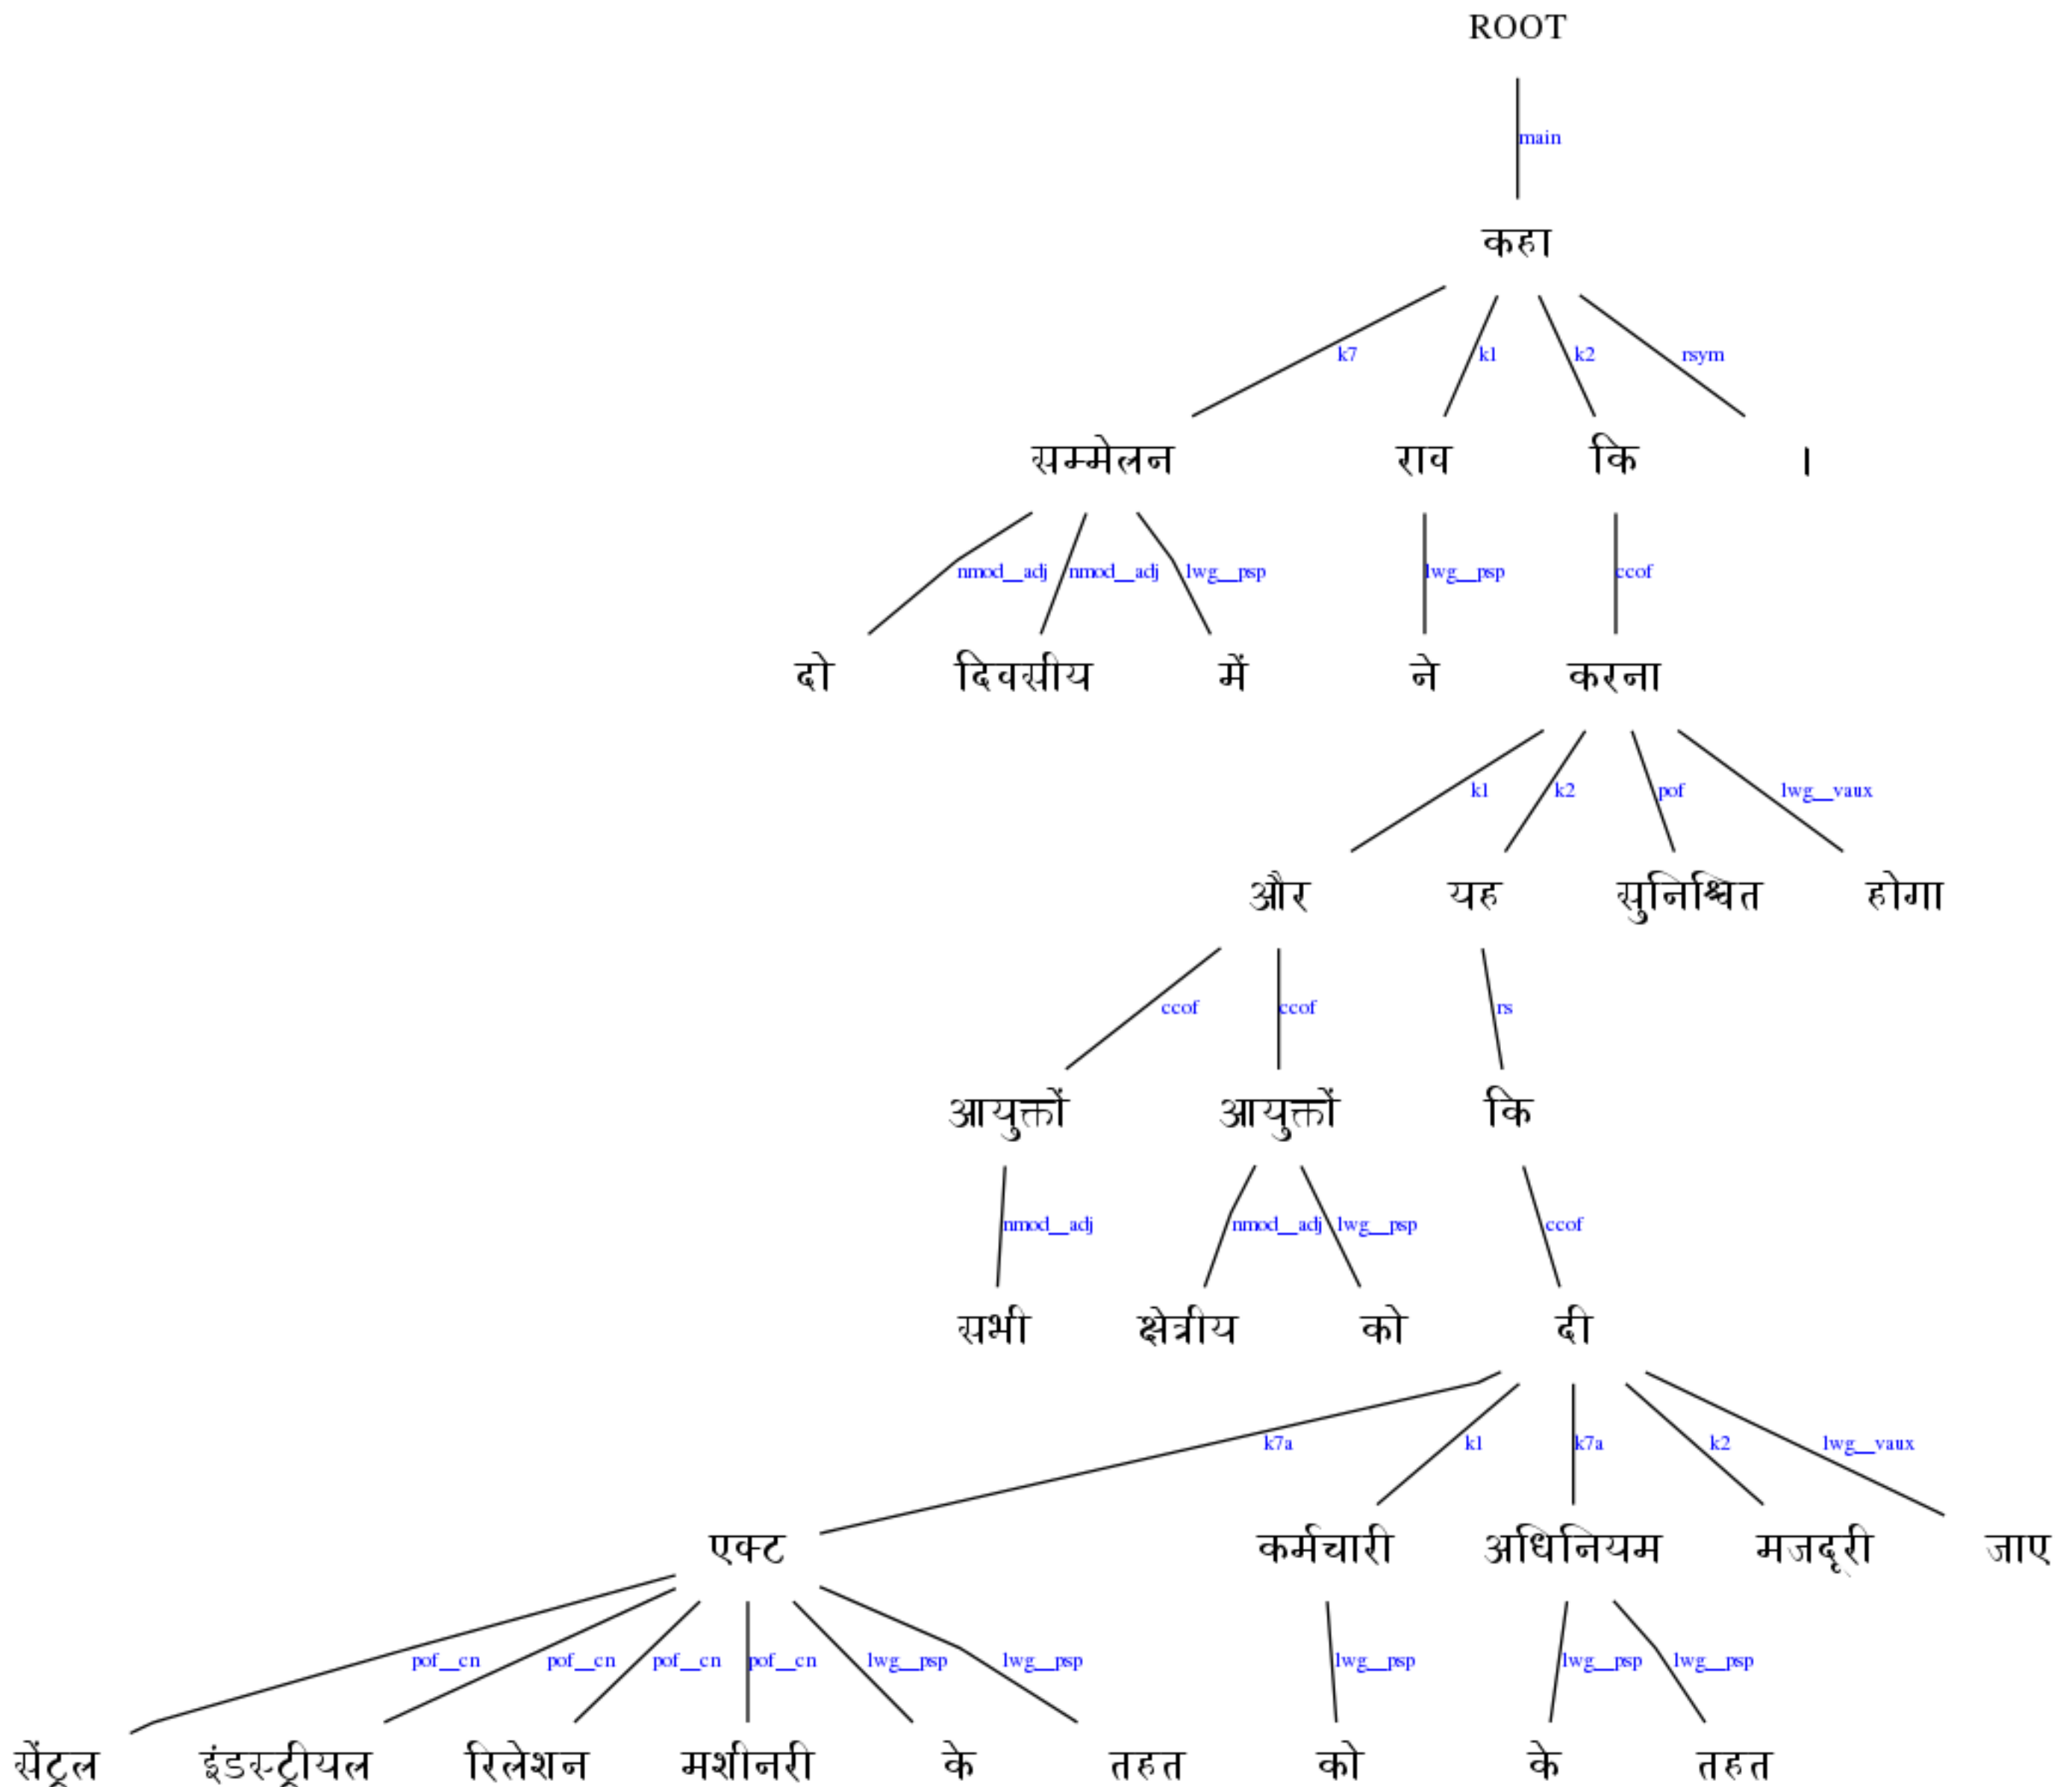 ROOT
main
कहा
k7 k1 k2 rsym
सम्मेलन राव कि ।
nmod__adj nmod__adj lwg__psp lwg__psp ccof
दो दिवसीय में ने करना
k1 k2 pof lwg__vaux
और यह सुनिश्चित होगा
ccof ccof rs
आयुक्तों आयुक्तों कि
nmod__adj nmod__adj lwg__psp ccof
सभी क्षेत्रीय को दी
k7a k1 k7a k2 lwg__vaux
एक्ट कर्मचारी अधिनियम मजदूरी जाए
pof__cn pof__cn pof__cn pof__cn lwg__psp lwg__psp lwg__psp lwg__psp lwg__psp
सेंट्रल इंडस्ट्रीयल रिलेशन मशीनरी के तहत को के तहत